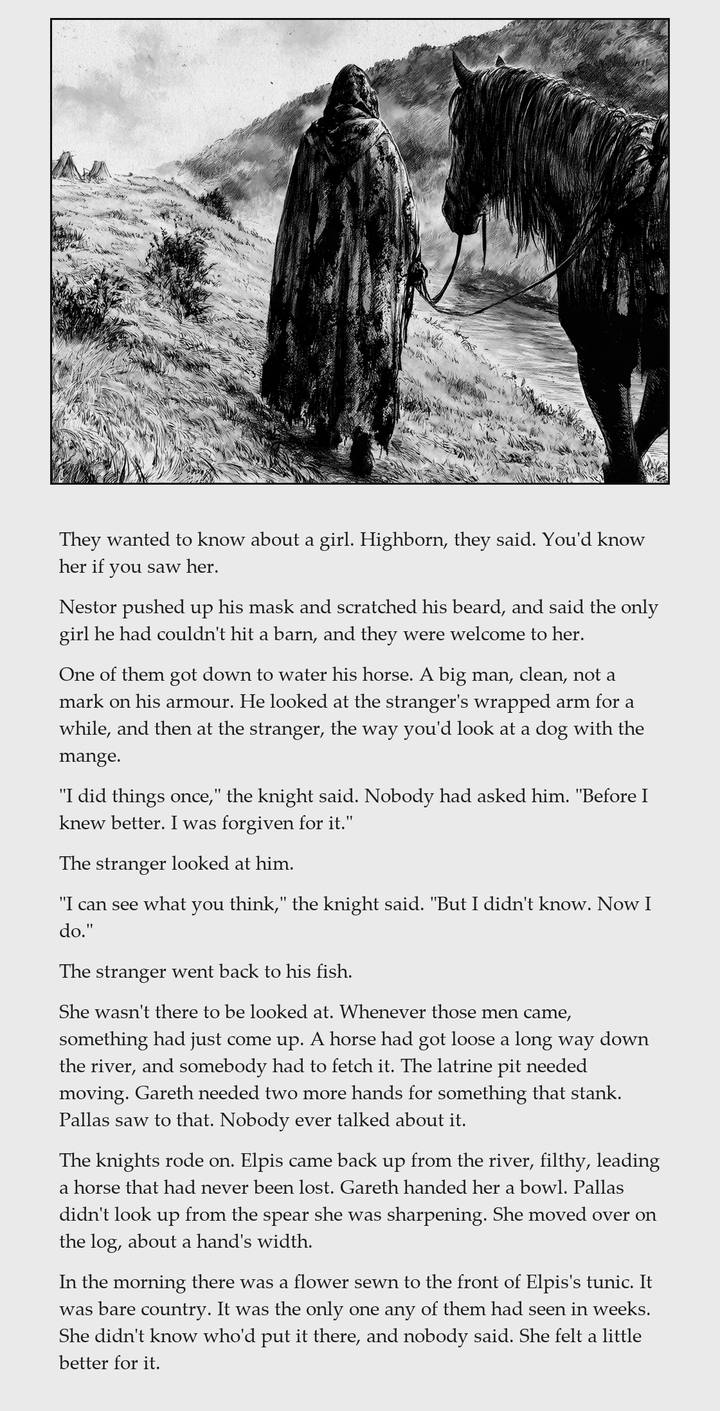 They wanted to know about a girl. Highborn, they said. You'd know
her if you saw her.
Nestor pushed up his mask and scratched his beard, and said the only
girl he had couldn't hit a barn, and they were welcome to her.
One of them got down to water his horse. A big man, clean, not a
mark on his armour. He looked at the stranger's wrapped arm for a
while, and then at the stranger, the way you'd look at a dog with the
mange.
"I did things once," the knight said. Nobody had asked him. "Before I
knew better. I was forgiven for it."
The stranger looked at him.
"I can see what you think," the knight said. "But I didn't know. Now I
do."
The stranger went back to his fish.
She wasn't there to be looked at. Whenever those men came,
something had just come up. A horse had got loose a long way down
the river, and somebody had to fetch it. The latrine pit needed
moving. Gareth needed two more hands for something that stank.
Pallas saw to that. Nobody ever talked about it.
The knights rode on. Elpis came back up from the river, filthy, leading
a horse that had never been lost. Gareth handed her a bowl. Pallas
didn't look up from the spear she was sharpening. She moved over on
the log, about a hand's width.
In the morning there was a flower sewn to the front of Elpis's tunic. It
was bare country. It was the only one any of them had seen in weeks.
She didn't know who'd put it there, and nobody said. She felt a little
better for it.